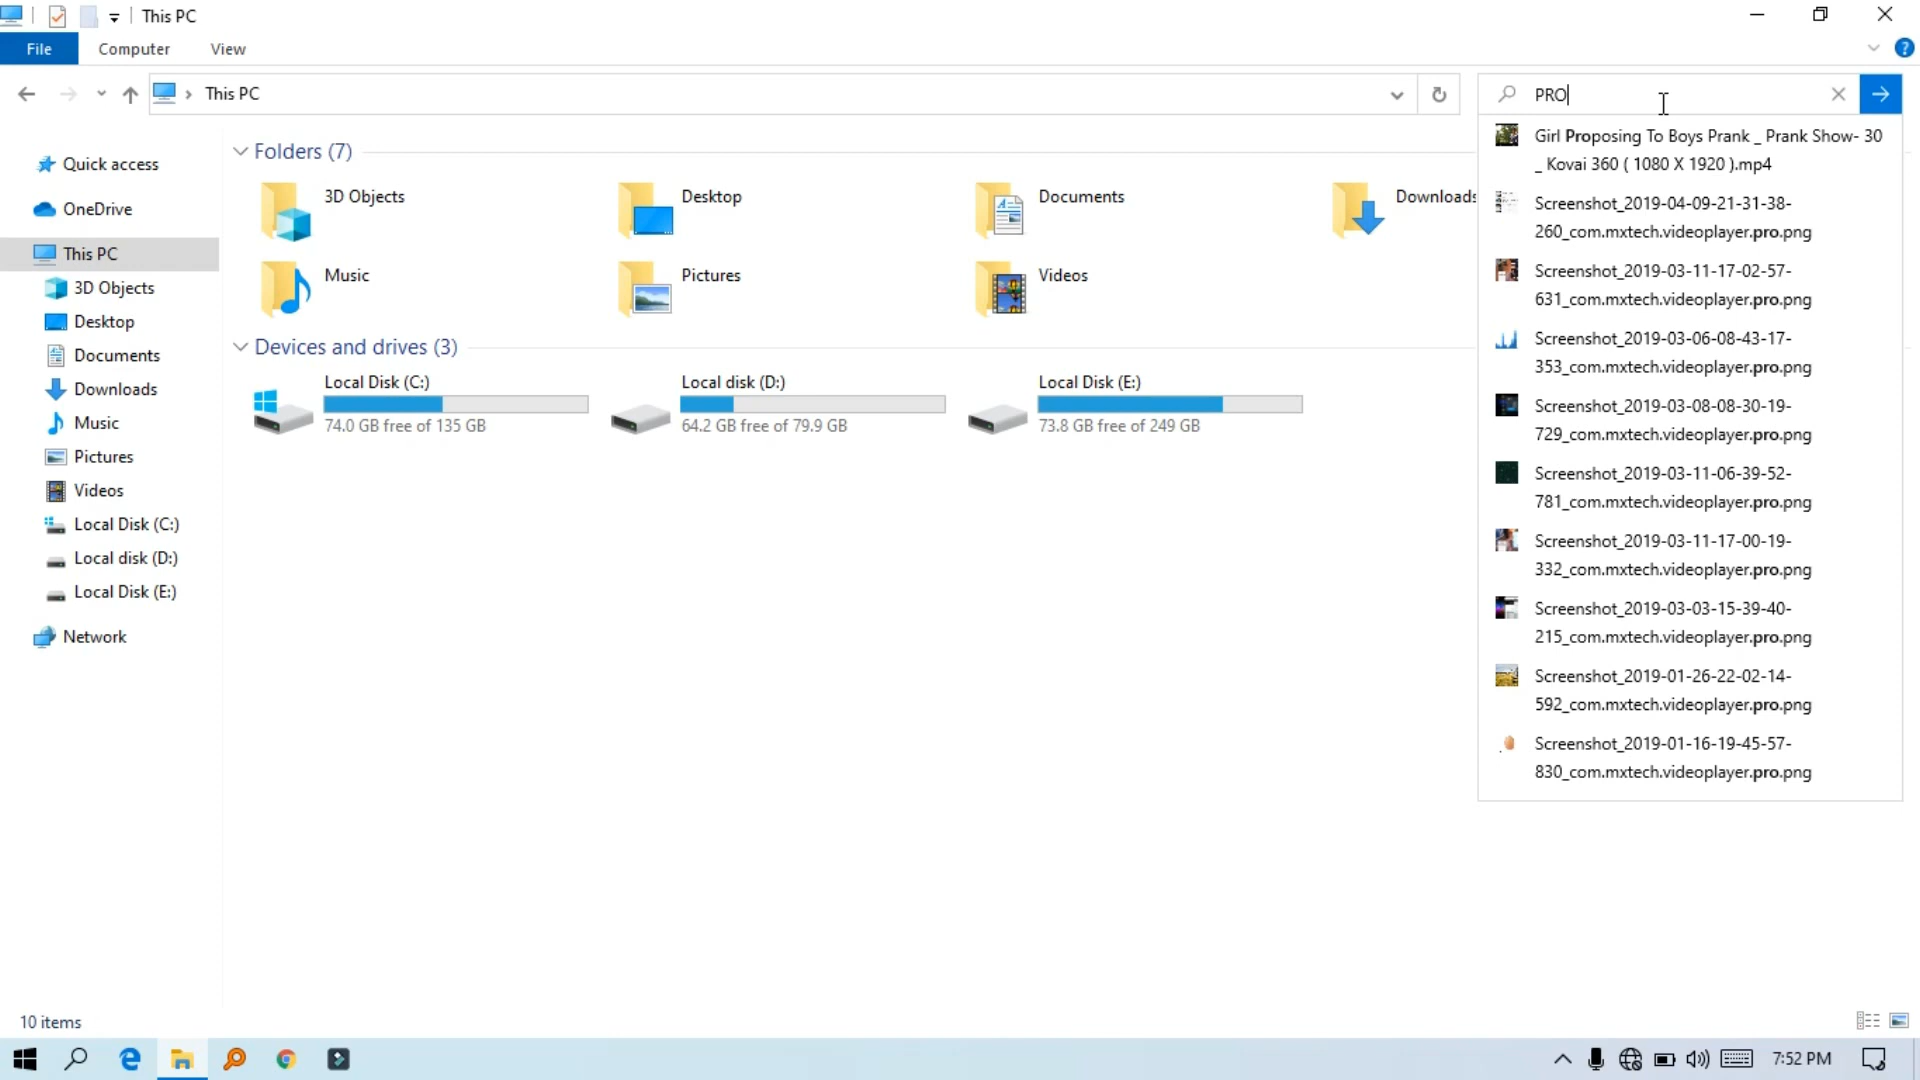 This PC
File
Computer
View
This PC
PRO
Quick access
OneDrive
This PC
3D Objects
Desktop
Documents
Downloads
Music
Pictures
Videos
Local Disk (C:)
Local disk (D:)
Local Disk (E:)
Network
Folders (7)
3D Objects
Desktop
Documents
Downloads
Music
Pictures
Videos
Devices and drives (3)
Local Disk (C:)
74.0 GB free of 135 GB
Local disk (D:)
64.2 GB free of 79.9 GB
Local Disk (E:)
73.8 GB free of 249 GB
Girl Proposing To Boys Prank _ Prank Show- 30
_ Kovai 360 ( 1080 X 1920 ).mp4
Screenshot_2019-04-09-21-31-38-
260_com.mxtech.videoplayer.pro.png
Screenshot_2019-03-11-17-02-57-
631_com.mxtech.videoplayer.pro.png
Screenshot_2019-03-06-08-43-17-
353_com.mxtech.videoplayer.pro.png
Screenshot_2019-03-08-08-30-19-
729_com.mxtech.videoplayer.pro.png
Screenshot_2019-03-11-06-39-52-
781_com.mxtech.videoplayer.pro.png
Screenshot_2019-03-11-17-00-19-
332_com.mxtech.videoplayer.pro.png
Screenshot_2019-03-03-15-39-40-
215_com.mxtech.videoplayer.pro.png
Screenshot_2019-01-26-22-02-14-
592_com.mxtech.videoplayer.pro.png
Screenshot_2019-01-16-19-45-57-
830_com.mxtech.videoplayer.pro.png
10 items
7:52 PM